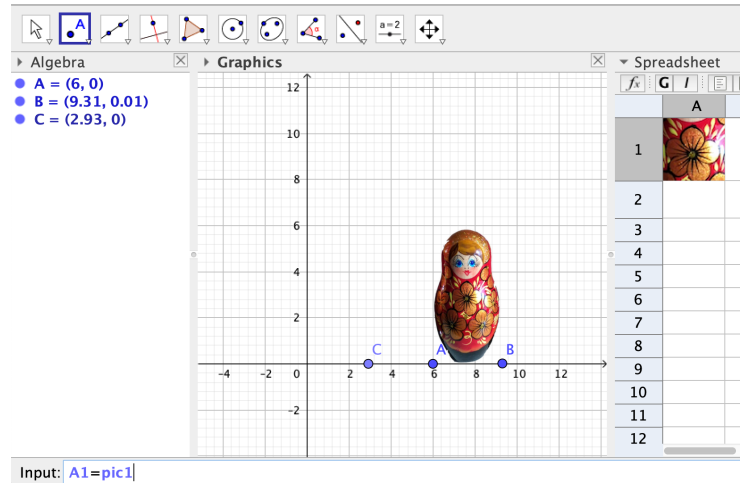 A
α
a=2
Algebra
Graphics
Spreadsheet
A = (6, 0)
B = (9.31, 0.01)
C = (2.93, 0)
fx G I
A
12
10
8
6
4
2
-4 -2 0 2 4 6 8 10 12
-2
C A B
1
2
3
4
5
6
7
8
9
10
11
12
Input: A1=pic1